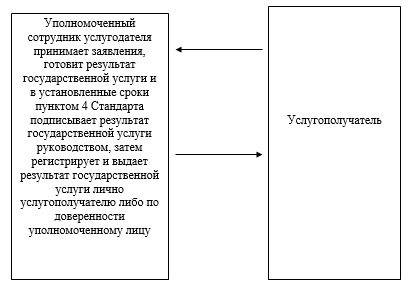 Уполномоченный
сотрудник услугодателя
принимает заявления,
готовит результат
государственной услуги и
в установленные сроки
пунктом 4 Стандарта
подписывает результат
государственной услуги
руководством, затем
регистрирует и выдает
результат государственной
услуги лично
услугополучателю либо по
доверенности
уполномоченному лицу
Услугополучатель